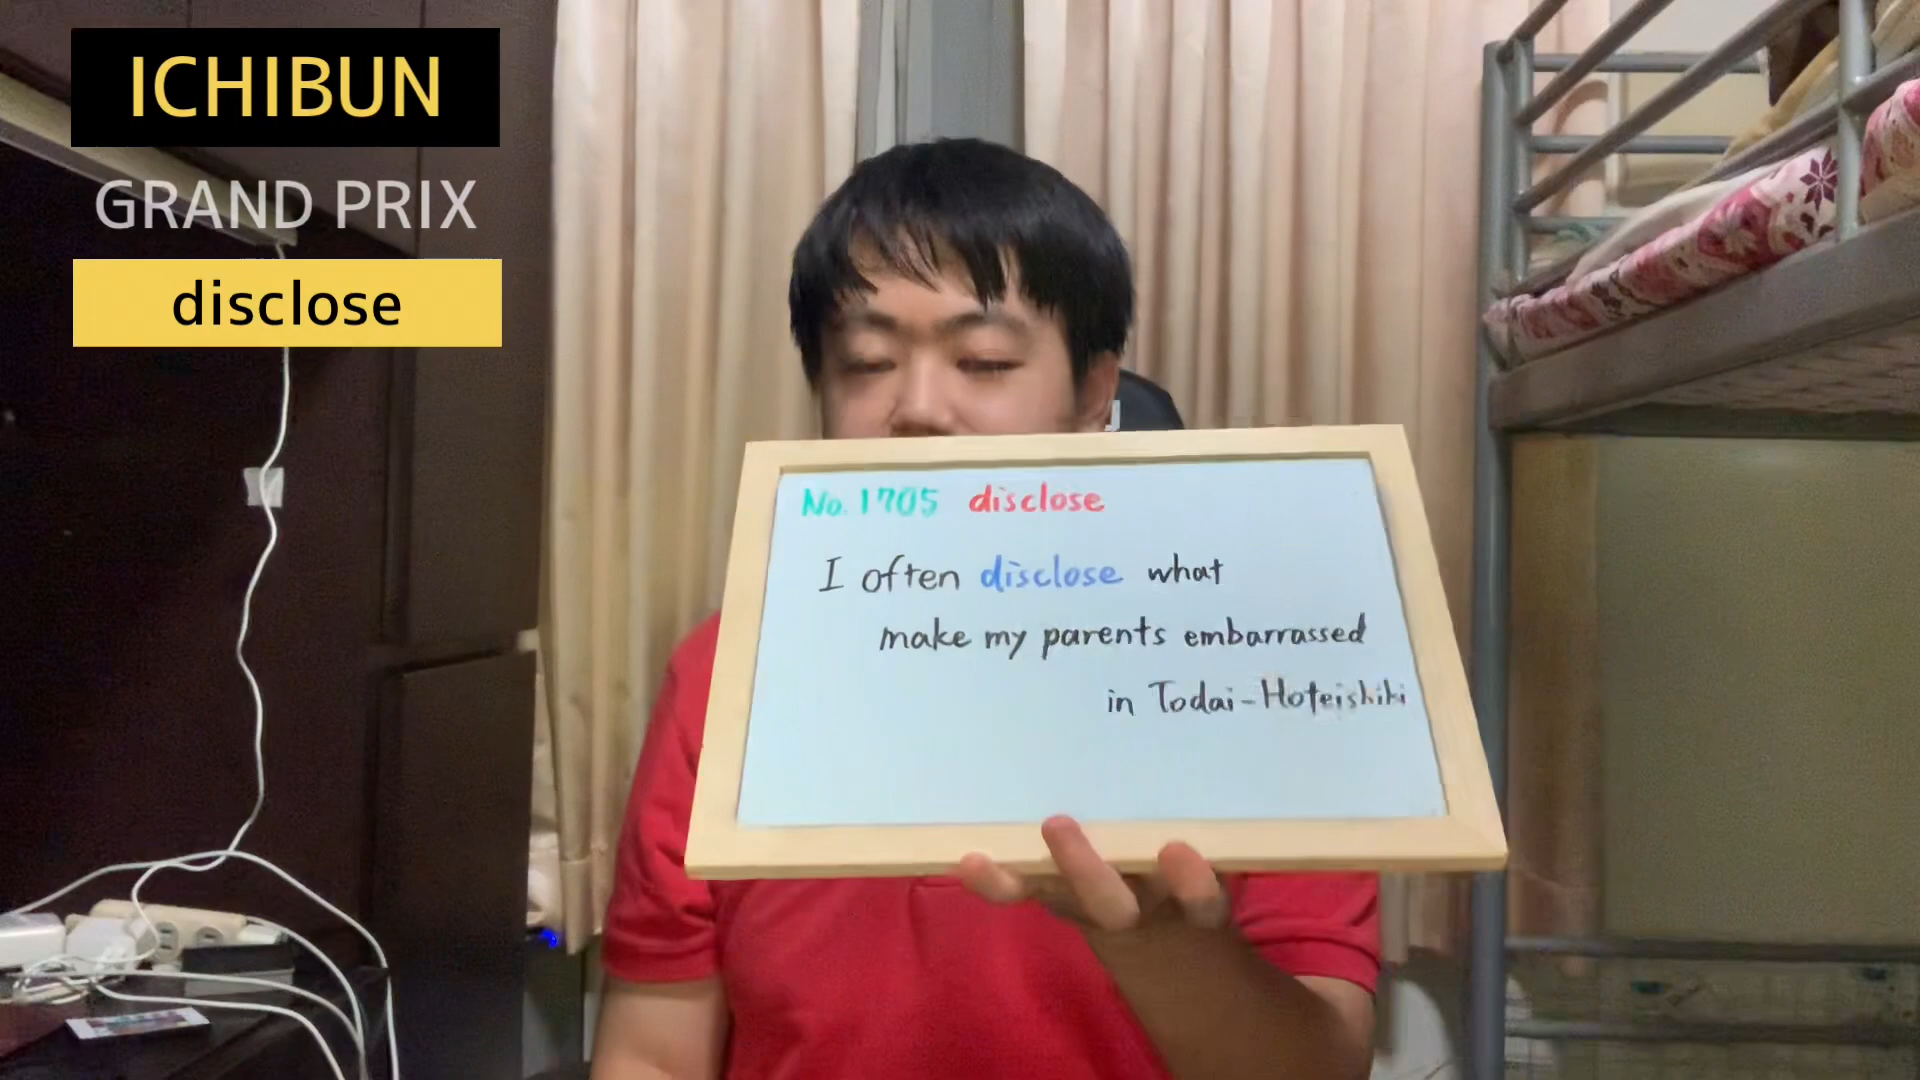 ICHIBUN
GRAND PRIX
disclose
No. 1705 disclose
I often disclose what
make my parents embarrassed
in Todai-Hoteishiki